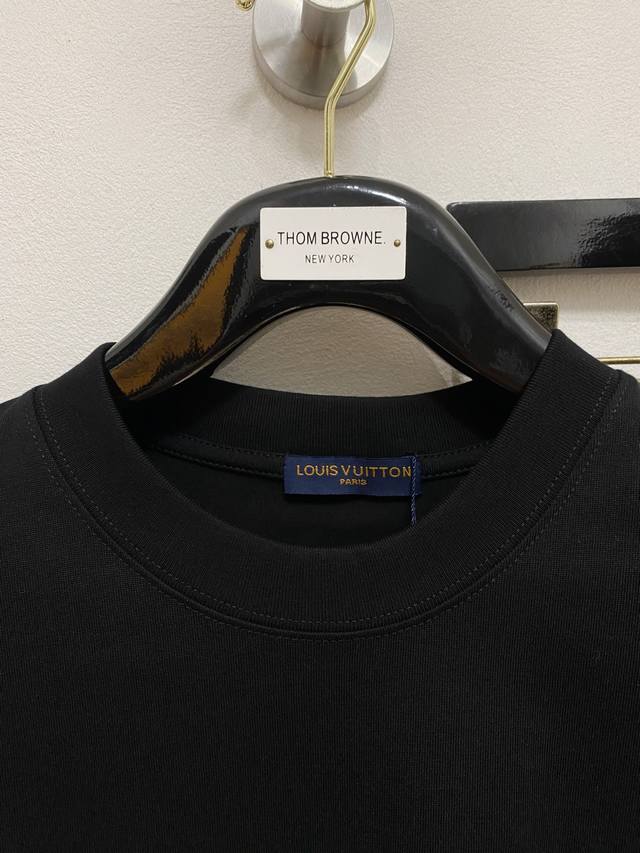 THOM BROWNE.
NEW YORK
LOUIS VUITTON
PARIS